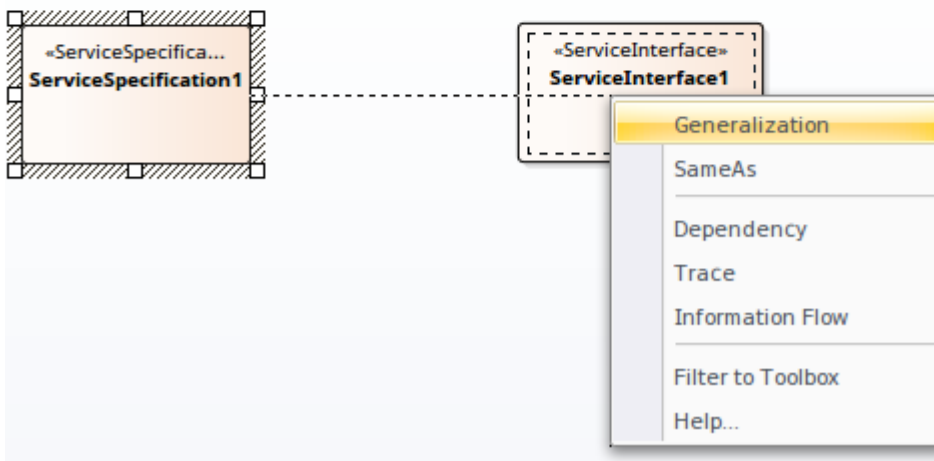 «ServiceSpecifica...
ServiceSpecification1
«ServiceInterface»
ServiceInterface1
Generalization
SameAs
Dependency
Trace
Information Flow
Filter to Toolbox
Help...